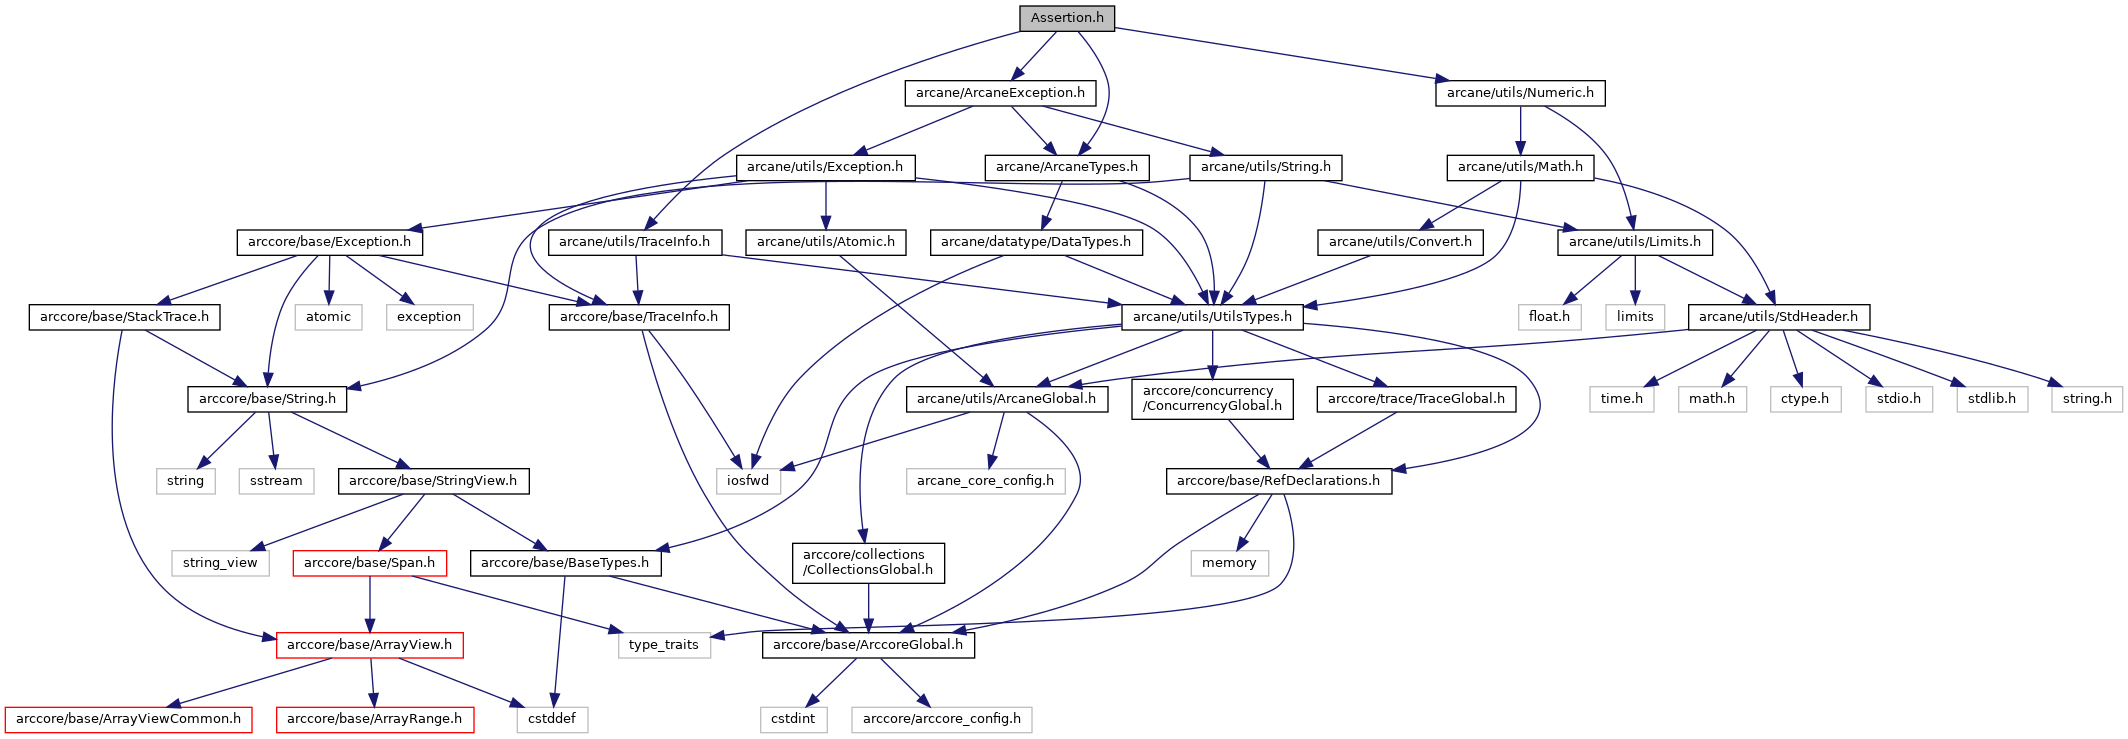 Assertion.h
arcane/ArcaneException.h
arcane/utils/Numeric.h
arcane/utils/Exception.h
arcane/ArcaneTypes.h
arcane/utils/String.h
arcane/utils/Math.h
arccore/base/Exception.h
arcane/utils/TraceInfo.h
arcane/utils/Atomic.h
arcane/datatype/DataTypes.h
arcane/utils/Convert.h
arcane/utils/Limits.h
arccore/base/StackTrace.h
atomic
exception
arccore/base/TraceInfo.h
arcane/utils/UtilsTypes.h
float.h
limits
arcane/utils/StdHeader.h
arccore/base/String.h
arcane/utils/ArcaneGlobal.h
arccore/concurrency
/ConcurrencyGlobal.h
arccore/trace/TraceGlobal.h
time.h
math.h
ctype.h
stdio.h
stdlib.h
string.h
string
sstream
arccore/base/StringView.h
iosfwd
arcane_core_config.h
arccore/base/RefDeclarations.h
string_view
arccore/base/Span.h
arccore/base/BaseTypes.h
arccore/collections
/CollectionsGlobal.h
memory
arccore/base/ArrayView.h
type_traits
arccore/base/ArccoreGlobal.h
arccore/base/ArrayViewCommon.h
arccore/base/ArrayRange.h
cstddef
cstdint
arccore/arccore_config.h